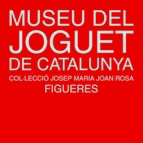 MUSEU DEL
JOGUET
DE CATALUNYA
COL·LECCIÓ JOSEP MARIA JOAN ROSA
FIGUERES